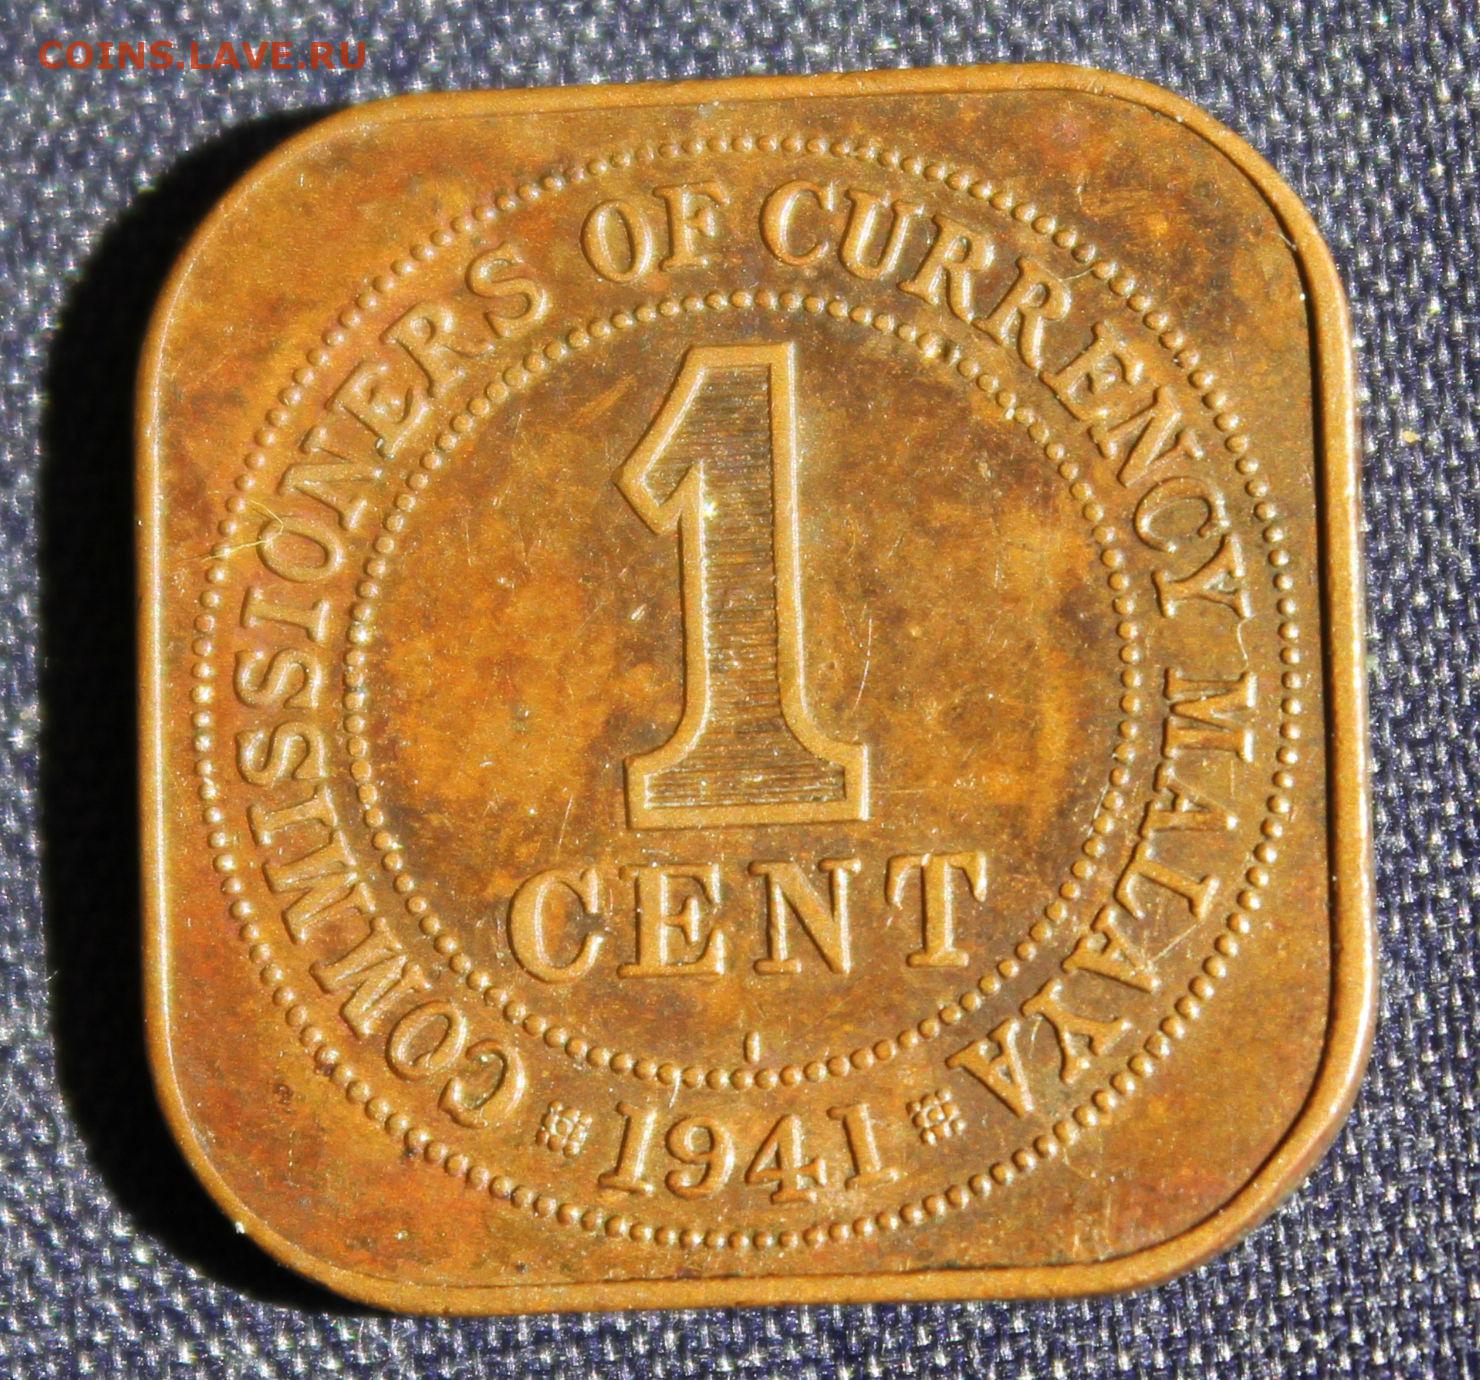 COINS.LAVE.RU
COMMISSIONERS OF CURRENCY MALAYA
1
CENT
I
1941